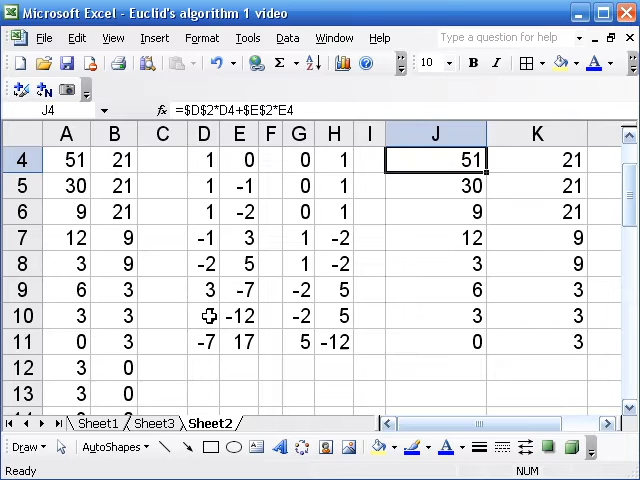 Microsoft Excel - Euclid's algorithm 1 video
File Edit View Insert Format Tools Data Window Help Type a question for help
10 B I A
J4 fx =$D$2*D4+$E$2*E4
A B C D E F G H I J K
4 51 21 1 0 0 1 51 21
5 30 21 1 -1 0 1 30 21
6 9 21 1 -2 0 1 9 21
7 12 9 -1 3 1 -2 12 9
8 3 9 -2 5 1 -2 3 9
9 6 3 3 -7 -2 5 6 3
10 3 3 -12 -2 5 3 3
11 0 3 -7 17 5 -12 0 3
12 3 0
13 3 0
Sheet1 Sheet3 Sheet2
Draw AutoShapes A
Ready NUM